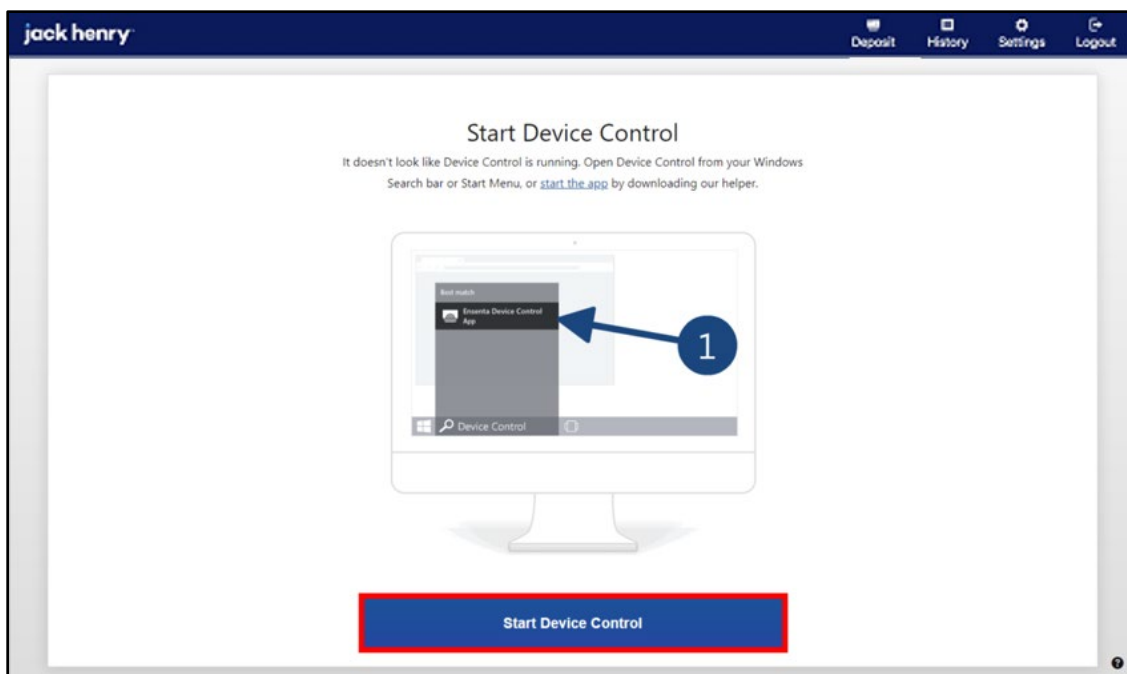 jack henry
Deposit
History
Settings
Logout
Start Device Control
It doesn't look like Device Control is running. Open Device Control from your Windows
Search bar or Start Menu, or start the app by downloading our helper.
Best match
Ensenta Device Control
App
1
Device Control
Start Device Control
?